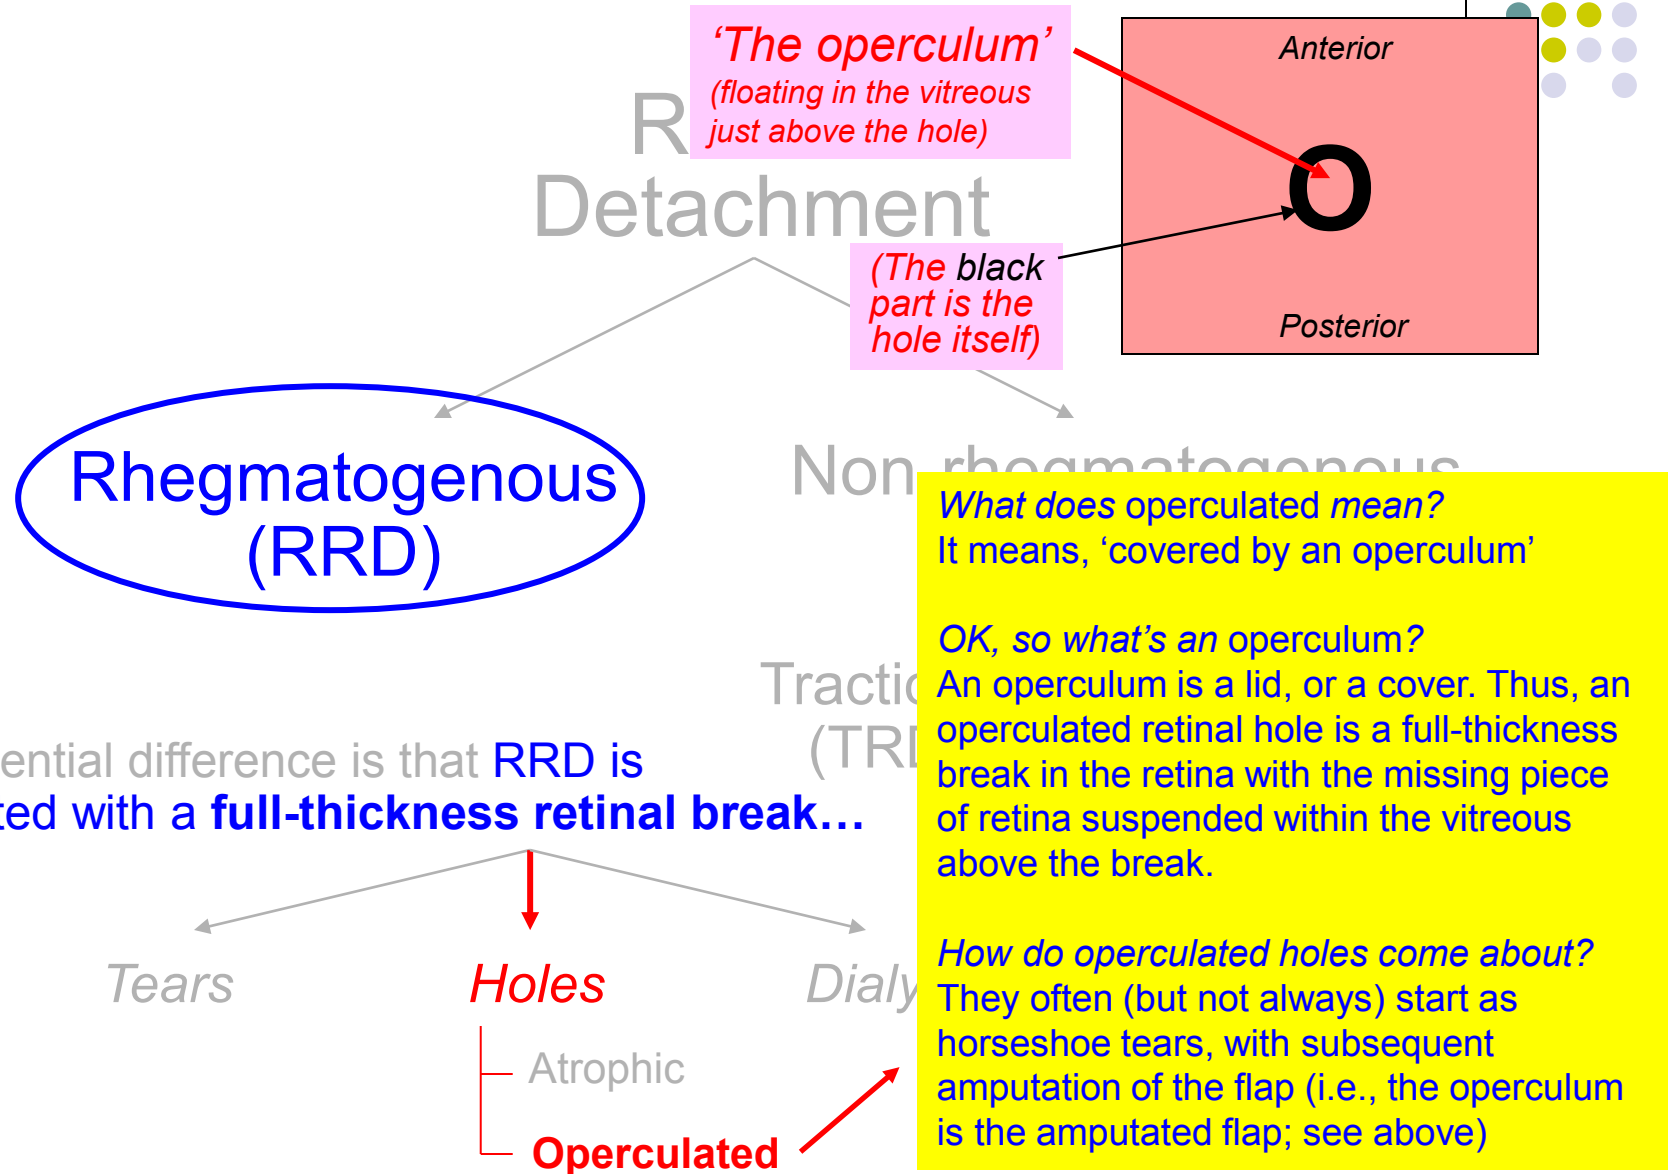 ‘The operculum’
(floating in the vitreous
just above the hole)
Anterior
O
Posterior
R
Detachment
(The black
part is the
hole itself)
Rhegmatogenous
(RRD)
Non-rhegmatogenous
What does operculated mean?
It means, ‘covered by an operculum’
OK, so what’s an operculum?
An operculum is a lid, or a cover. Thus, an
operculated retinal hole is a full-thickness
break in the retina with the missing piece
of retina suspended within the vitreous
above the break.
How do operculated holes come about?
They often (but not always) start as
horseshoe tears, with subsequent
amputation of the flap (i.e., the operculum
is the amputated flap; see above)
Tractio
(TRD
ential difference is that RRD is
ted with a full-thickness retinal break…
Tears
Holes
Dialy
Atrophic
Operculated